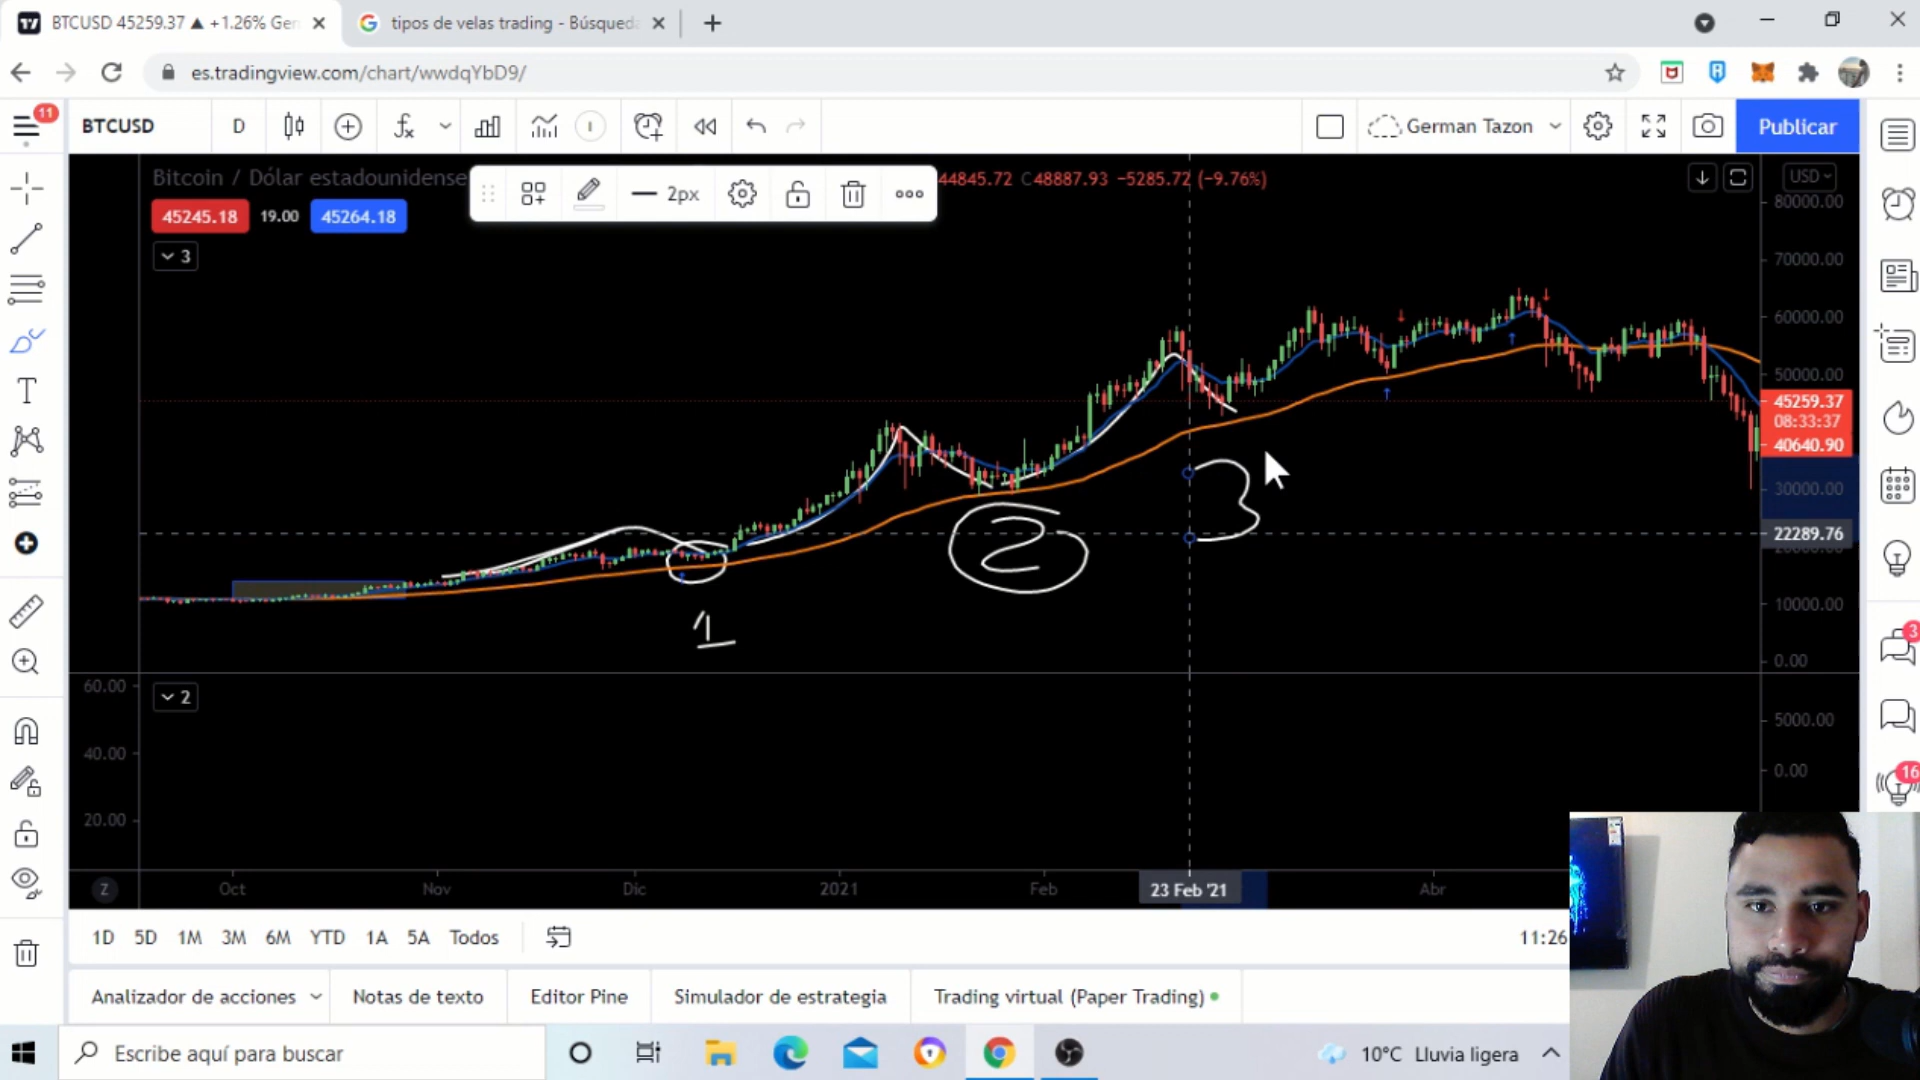 BTCUSD 45259.37 ▲ +1.26% Ger
tipos de velas trading - Búsqued
es.tradingview.com/chart/wwdqYbD9/
11
BTCUSD
D
German Tazon
Publicar
Bitcoin / Dólar estadounidense
2px
44845.72 C48887.93 -5285.72 (-9.76%)
USD
45245.18
19.00
45264.18
3
80000.00
70000.00
60000.00
50000.00
45259.37
08:33:37
40640.90
30000.00
22289.76
10000.00
0.00
1
2
3
60.00
2
5000.00
40.00
0.00
20.00
3
16
Z
Oct
Nov
Dic
2021
Feb
23 Feb '21
Abr
1D
5D
1M
3M
6M
YTD
1A
5A
Todos
11:26
Analizador de acciones
Notas de texto
Editor Pine
Simulador de estrategia
Trading virtual (Paper Trading)
Escribe aquí para buscar
10°C Lluvia ligera